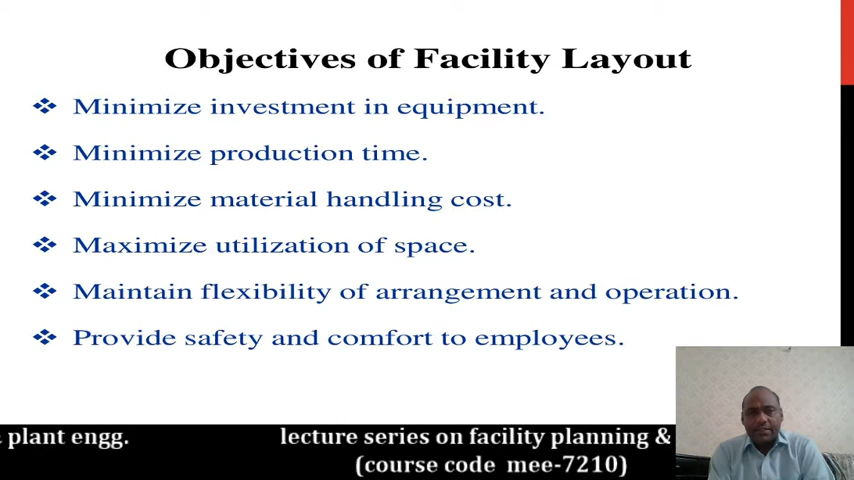 Objectives of Facility Layout
Minimize investment in equipment.
Minimize production time.
Minimize material handling cost.
Maximize utilization of space.
Maintain flexibility of arrangement and operation.
Provide safety and comfort to employees.
plant engg.
lecture series on facility planning &
(course code mee-7210)